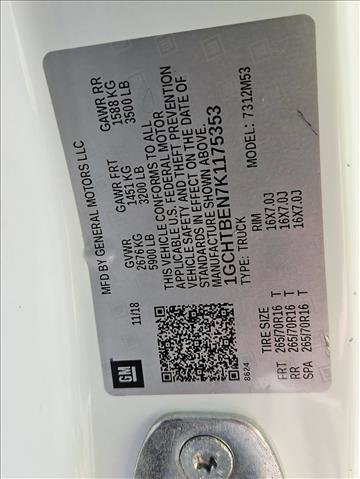 MFD BY GENERAL MOTORS LLC
GVWR GAWR FRT GAWR RR
2676 KG 1451 KG 1588 KG
5900 LB 3200 LB 3500 LB
THIS VEHICLE CONFORMS TO ALL
APPLICABLE U.S. FEDERAL MOTOR
VEHICLE SAFETY AND THEFT PREVENTION
STANDARDS IN EFFECT ON THE DATE OF
MANUFACTURE SHOWN ABOVE.
11/18
1GCHTBEN7K1175353
TYPE: TRUCK MODEL: 7312M53
GM
8624
TIRE SIZE RIM
FRT 265/70R16 T 16X7.0J
RR 265/70R16 T 16X7.0J
SPA 265/70R16 T 16X7.0J